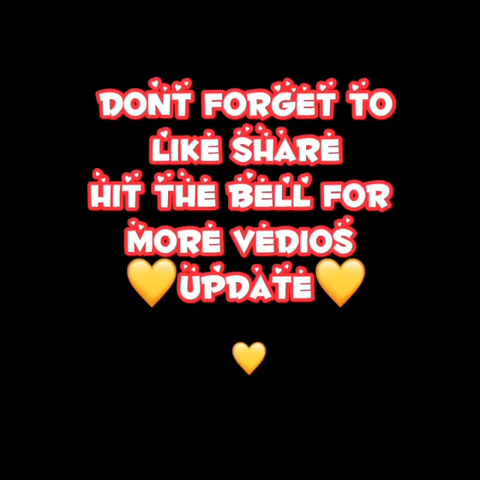 DONT FORGET TO
LIKE SHARE
HIT THE BELL FOR
MORE VEDIOS
💛UPDATE💛
💛